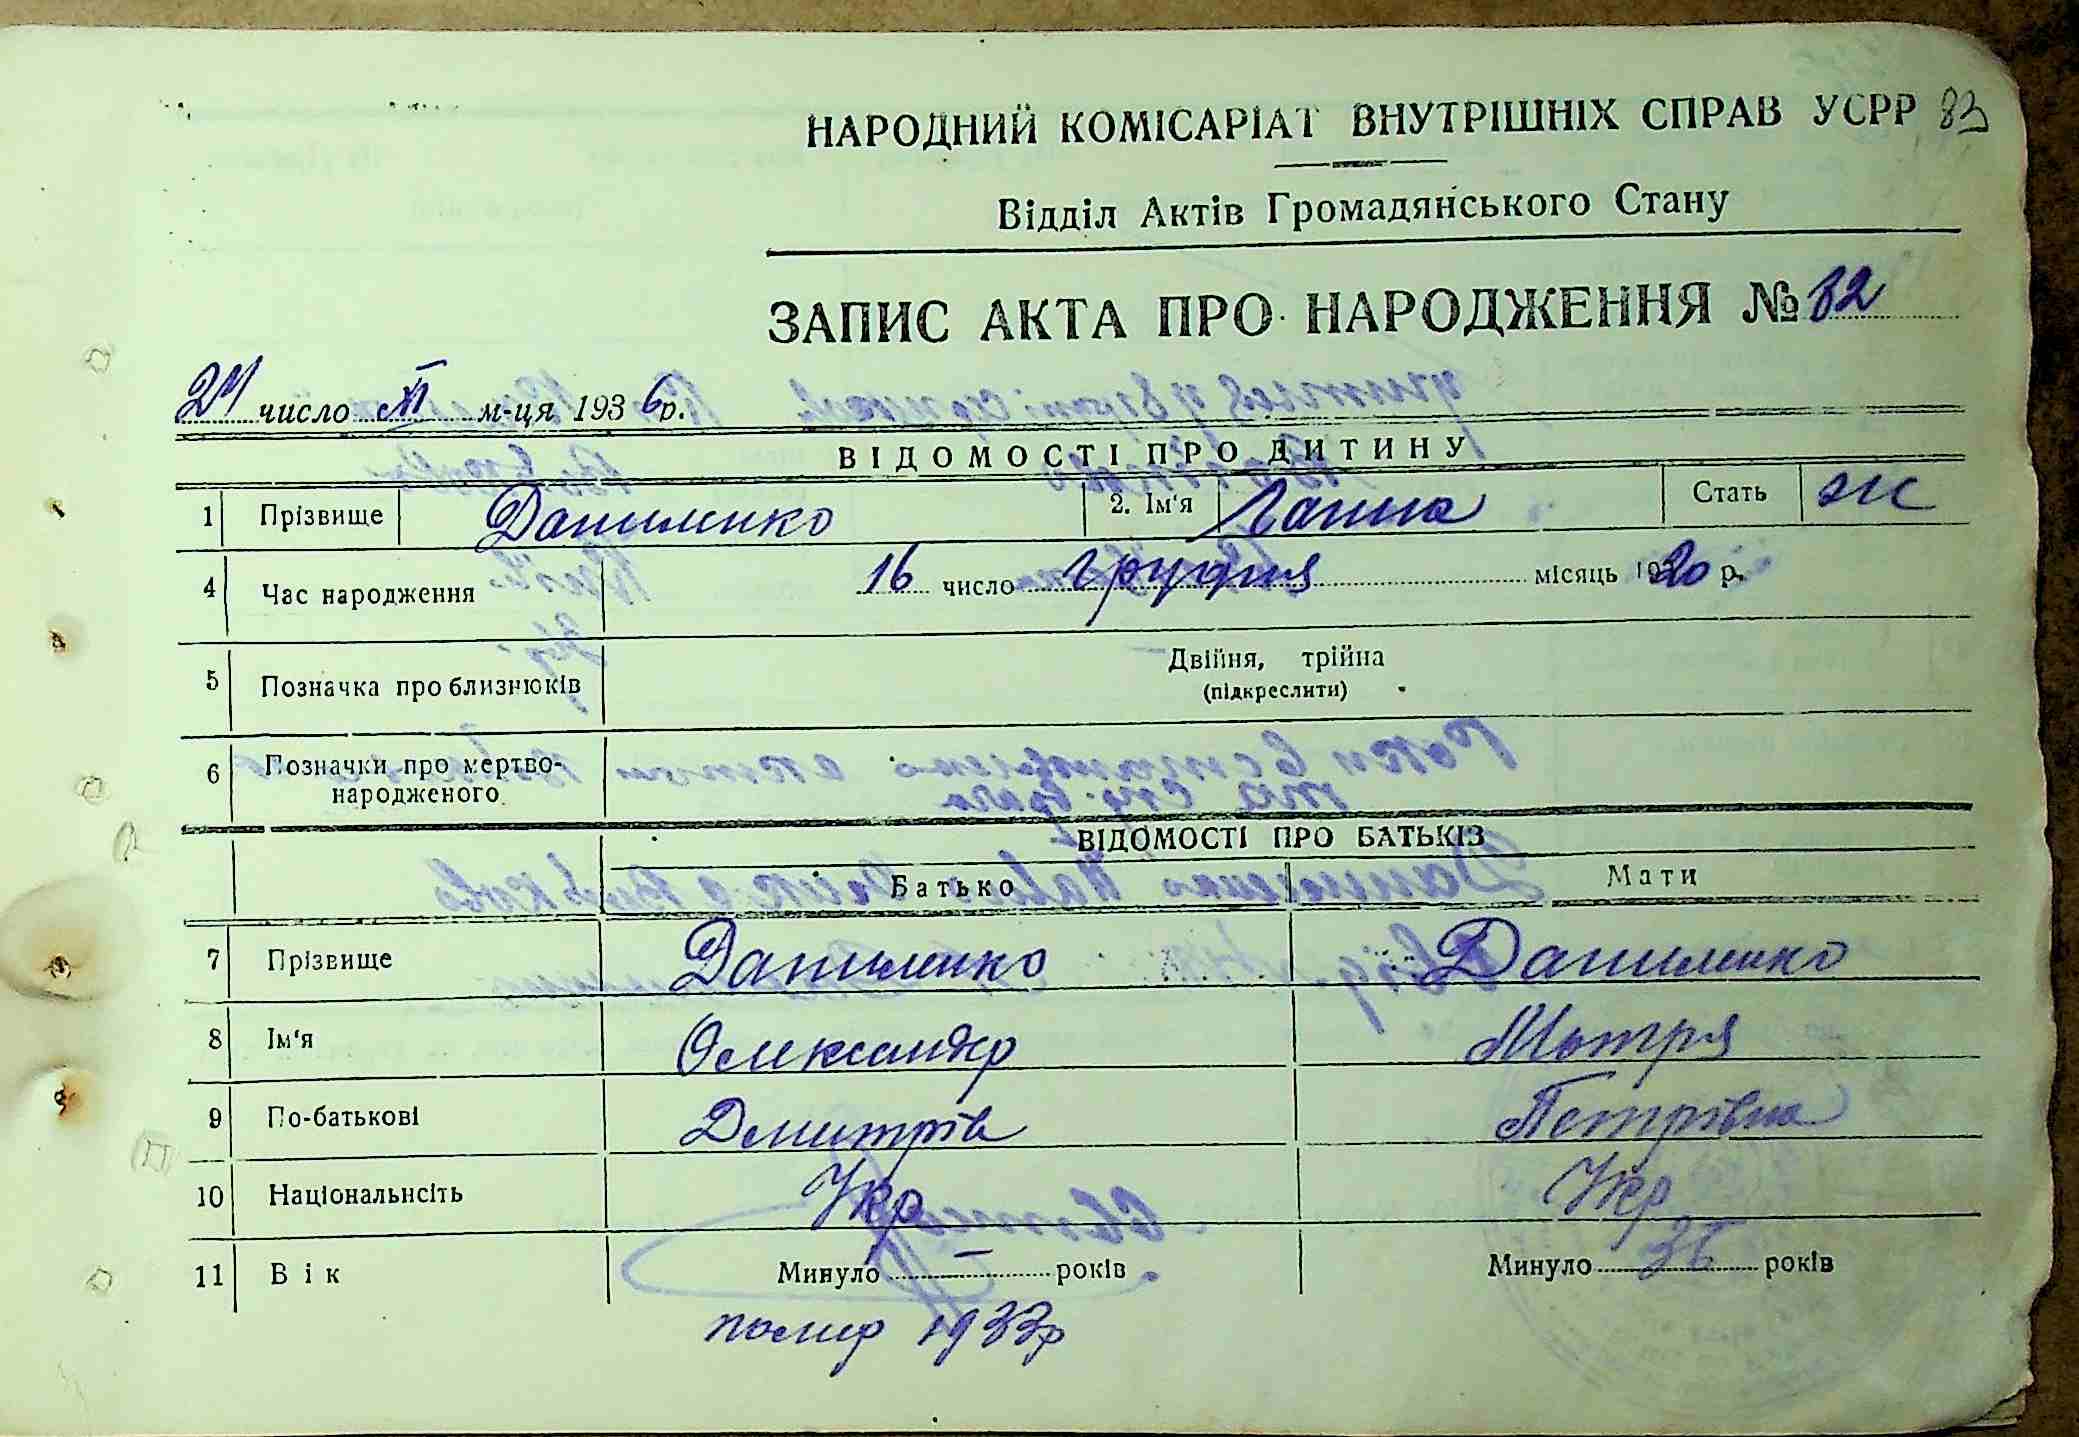 НАРОДНИЙ КОМІСАРІАТ ВНУТРІШНІХ СПРАВ УСРР 83
Відділ Актів Громадянського Стану
ЗАПИС АКТА ПРО НАРОДЖЕННЯ № 82
24 число XI м-ця 1936 р.
ВІДОМОСТІ ПРО ДИТИНУ
1 Прізвище Данименко 2. Ім'я Ганна Стать ж
4 Час народження 16 число грудня місяць 1920 р.
5 Позначка про близнюків Двійня, трійна
(підкреслити)
6 Позначки про мертво-
народженого
ВІДОМОСТІ ПРО БАТЬКІВ
Батько Мати
7 Прізвище Данименко Данименко
8 Ім'я Олександр Мотря
9 По-батькові Дмитрів Петрівна
10 Національнсіть Укр Укр
11 Вік Минуло — років Минуло 36 років
помер 1933р